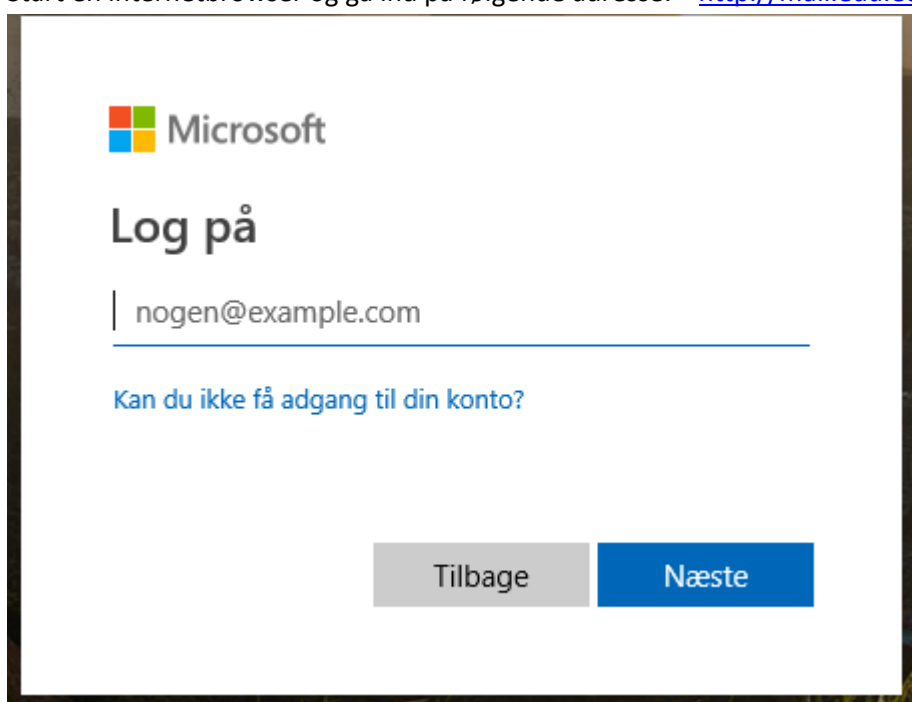 Start en internetbrowser og gå ind på følgende adresse:
Microsoft
Log på
nogen@example.com
Kan du ikke få adgang til din konto?
Tilbage
Næste